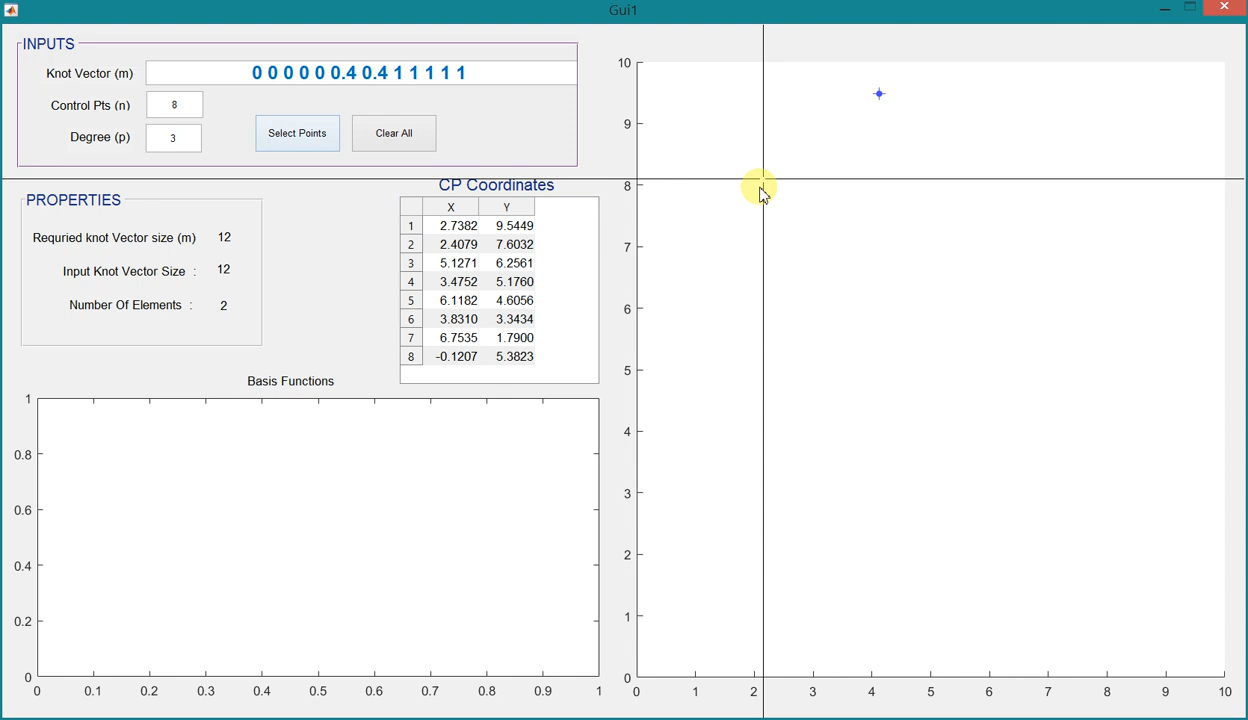 Gui1
INPUTS
Knot Vector (m) 0 0 0 0 0 0.4 0.4 1 1 1 1 1
Control Pts (n) 8
Degree (p) 3
Select Points Clear All
PROPERTIES
Requried knot Vector size (m) 12
Input Knot Vector Size : 12
Number Of Elements : 2
CP Coordinates
X Y
1 2.7382 9.5449
2 2.4079 7.6032
3 5.1271 6.2561
4 3.4752 5.1760
5 6.1182 4.6056
6 3.8310 3.3434
7 6.7535 1.7900
8 -0.1207 5.3823
Basis Functions
1
0.8
0.6
0.4
0.2
0
0 0.1 0.2 0.3 0.4 0.5 0.6 0.7 0.8 0.9 1
10
9
8
7
6
5
4
3
2
1
0
0 1 2 3 4 5 6 7 8 9 10